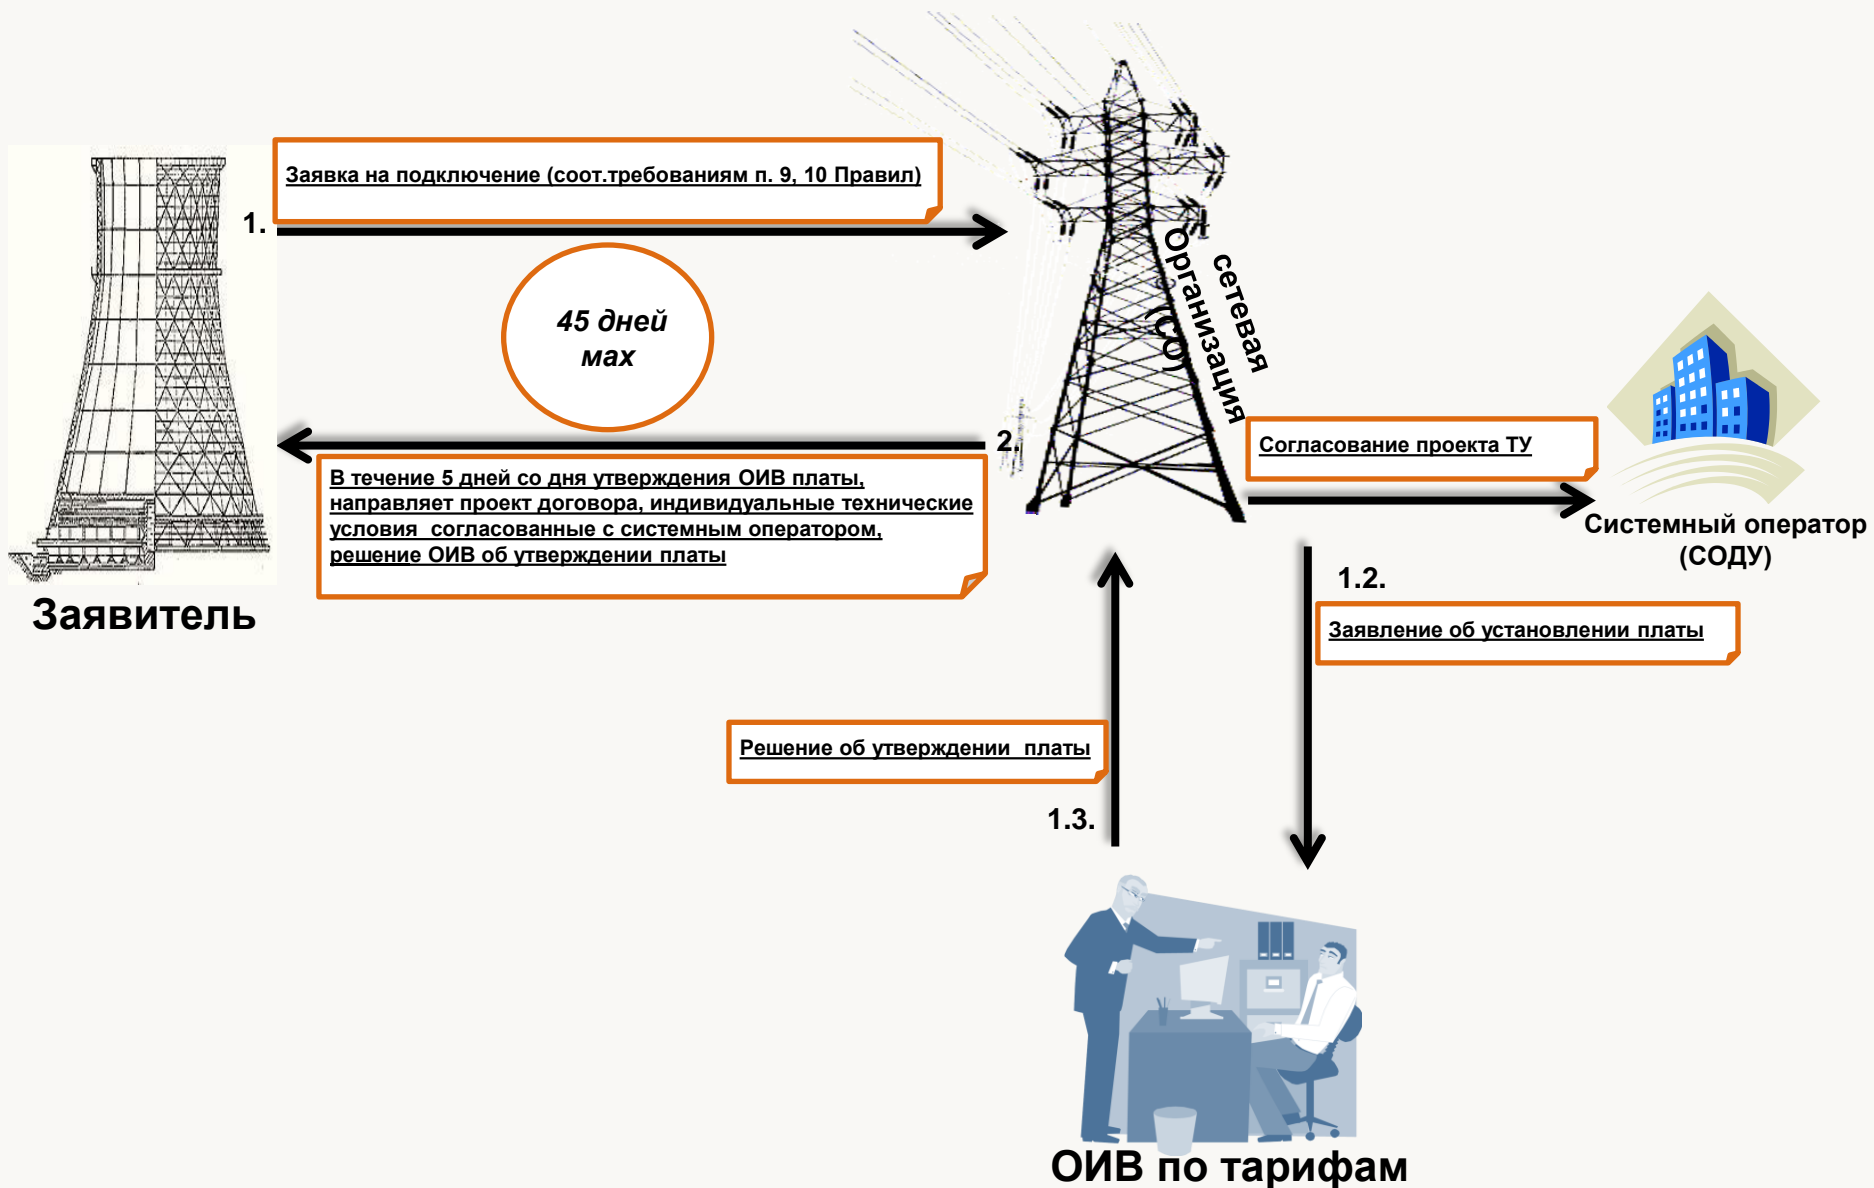 Заявка на подключение (соот.требованиям п. 9, 10 Правил)
1.
45 дней
мах
сетевая
Организация
(СО)
2.
В течение 5 дней со дня утверждения ОИВ платы,
направляет проект договора, индивидуальные технические
условия согласованные с системным оператором,
решение ОИВ об утверждении платы
Заявитель
Согласование проекта ТУ
Системный оператор
(СОДУ)
1.2.
Заявление об установлении платы
Решение об утверждении платы
1.3.
ОИВ по тарифам